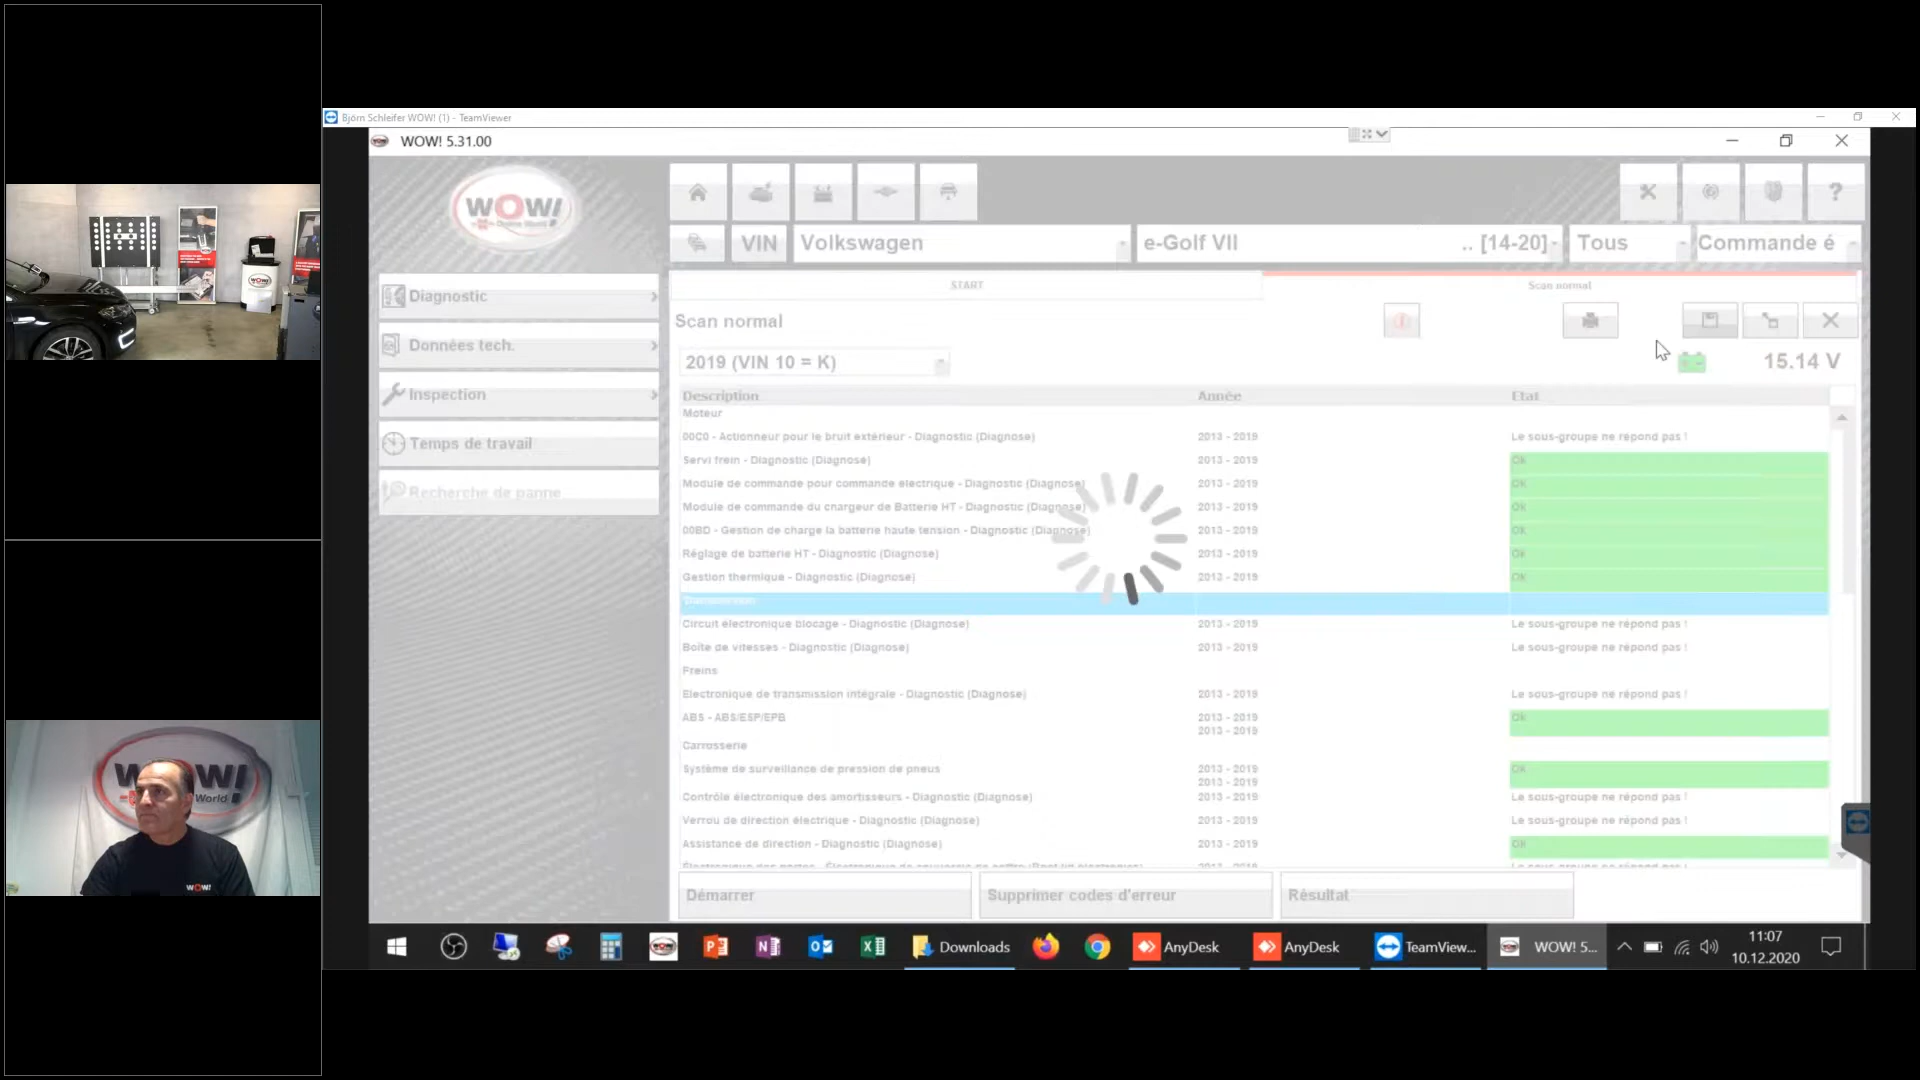 Björn Schleifer WOW! (1) - TeamViewer
WOW! 5.31.00
WOW!
Online World
VIN
Volkswagen
e-Golf VII
.. [14-20]
Tous
Commande é
Diagnostic
Données tech.
Inspection
Temps de travail
Recherche de panne
START
Scan normal
Scan normal
2019 (VIN 10 = K)
15.14 V
Description Année Etat
Moteur
00C0 - Actionneur pour le bruit extérieur - Diagnostic (Diagnose) 2013 - 2019 Le sous-groupe ne répond pas !
Servi frein - Diagnostic (Diagnose) 2013 - 2019 Ok
Module de commande pour commande électrique - Diagnostic (Diagnose) 2013 - 2019 Ok
Module de commande du chargeur de Batterie HT - Diagnostic (Diagnose) 2013 - 2019 Ok
00BD - Gestion de charge la batterie haute tension - Diagnostic (Diagnose) 2013 - 2019 Ok
Réglage de batterie HT - Diagnostic (Diagnose) 2013 - 2019 Ok
Gestion thermique - Diagnostic (Diagnose) 2013 - 2019 Ok
Circuit électronique blocage - Diagnostic (Diagnose) 2013 - 2019 Le sous-groupe ne répond pas !
Boîte de vitesses - Diagnostic (Diagnose) 2013 - 2019 Le sous-groupe ne répond pas !
Freins
Electronique de transmission intégrale - Diagnostic (Diagnose) 2013 - 2019 Le sous-groupe ne répond pas !
ABS - ABS/ESP/EPB 2013 - 2019 Ok
2013 - 2019
Carrosserie
Système de surveillance de pression de pneus 2013 - 2019 Ok
2013 - 2019
Contrôle électronique des amortisseurs - Diagnostic (Diagnose) 2013 - 2019 Le sous-groupe ne répond pas !
Verrou de direction électrique - Diagnostic (Diagnose) 2013 - 2019 Le sous-groupe ne répond pas !
Assistance de direction - Diagnostic (Diagnose) 2013 - 2019 Ok
Démarrer
Supprimer codes d'erreur
Résultat
Downloads
AnyDesk
AnyDesk
TeamView...
WOW! 5...
11:07
10.12.2020
WOW!
WOW!
World
WOW!